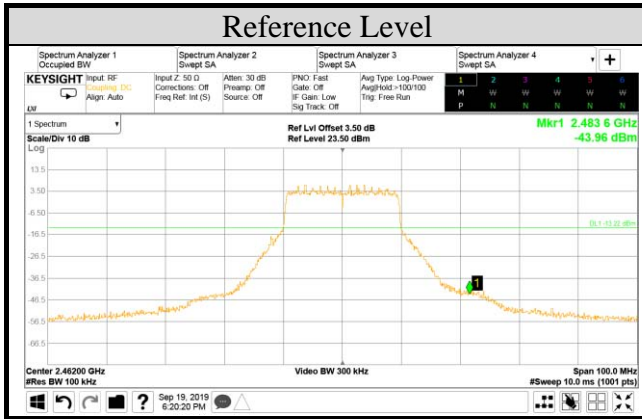 Reference Level
Spectrum Analyzer 1
Occupied BW
Spectrum Analyzer 2
Swept SA
Spectrum Analyzer 3
Swept SA
Spectrum Analyzer 4
Swept SA
+
KEYSIGHT
Input: RF
Coupling: DC
Align: Auto
Input Z: 50 Ω
Corrections: Off
Freq Ref: Int (S)
Atten: 30 dB
Preamp: Off
Source: Off
PNO: Fast
Gate: Off
IF Gain: Low
Sig Track: Off
Avg Type: Log-Power
Avg|Hold:>100/100
Trig: Free Run
1 2 3 4 5 6
M W W W W W
P N N N N N
LXI
1 Spectrum
Scale/Div 10 dB
Ref Lvl Offset 3.50 dB
Ref Level 23.50 dBm
Mkr1 2.483 6 GHz
-43.96 dBm
Log
13.5
3.50
-6.50
-16.5
-26.5
-36.5
-46.5
-56.5
-66.5
DL1 -13.22 dBm
1
Center 2.46200 GHz
#Res BW 100 kHz
Video BW 300 kHz
Span 100.0 MHz
#Sweep 10.0 ms (1001 pts)
?
Sep 19, 2019
6:20:20 PM